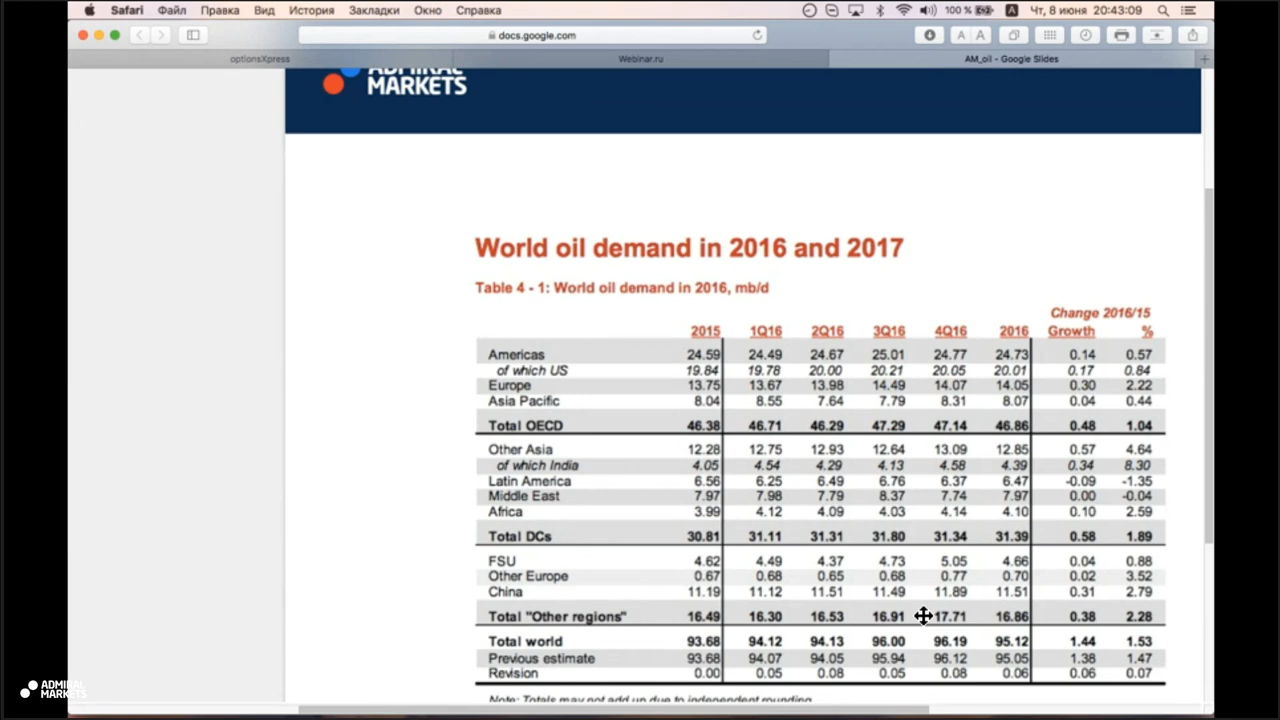 Safari Файл Правка Вид История Закладки Окно Справка 100 % A Чт, 8 июня 20:43:09
docs.google.com A A
optionsXpress Webinar.ru AM_oil - Google Slides
ADMIRAL
MARKETS
World oil demand in 2016 and 2017
Table 4 - 1: World oil demand in 2016, mb/d
Change 2016/15
2015 1Q16 2Q16 3Q16 4Q16 2016 Growth %
Americas 24.59 24.49 24.67 25.01 24.77 24.73 0.14 0.57
of which US 19.84 19.78 20.00 20.21 20.05 20.01 0.17 0.84
Europe 13.75 13.67 13.98 14.49 14.07 14.05 0.30 2.22
Asia Pacific 8.04 8.55 7.64 7.79 8.31 8.07 0.04 0.44
Total OECD 46.38 46.71 46.29 47.29 47.14 46.86 0.48 1.04
Other Asia 12.28 12.75 12.93 12.64 13.09 12.85 0.57 4.64
of which India 4.05 4.54 4.29 4.13 4.58 4.39 0.34 8.30
Latin America 6.56 6.25 6.49 6.76 6.37 6.47 -0.09 -1.35
Middle East 7.97 7.98 7.79 8.37 7.74 7.97 0.00 -0.04
Africa 3.99 4.12 4.09 4.03 4.14 4.10 0.10 2.59
Total DCs 30.81 31.11 31.31 31.80 31.34 31.39 0.58 1.89
FSU 4.62 4.49 4.37 4.73 5.05 4.66 0.04 0.88
Other Europe 0.67 0.68 0.65 0.68 0.77 0.70 0.02 3.52
China 11.19 11.12 11.51 11.49 11.89 11.51 0.31 2.79
Total "Other regions" 16.49 16.30 16.53 16.91 17.71 16.86 0.38 2.28
Total world 93.68 94.12 94.13 96.00 96.19 95.12 1.44 1.53
Previous estimate 93.68 94.07 94.05 95.94 96.12 95.05 1.38 1.47
Revision 0.00 0.05 0.08 0.05 0.08 0.06 0.06 0.07
Note: Totals may not add up due to independent rounding
ADMIRAL
MARKETS